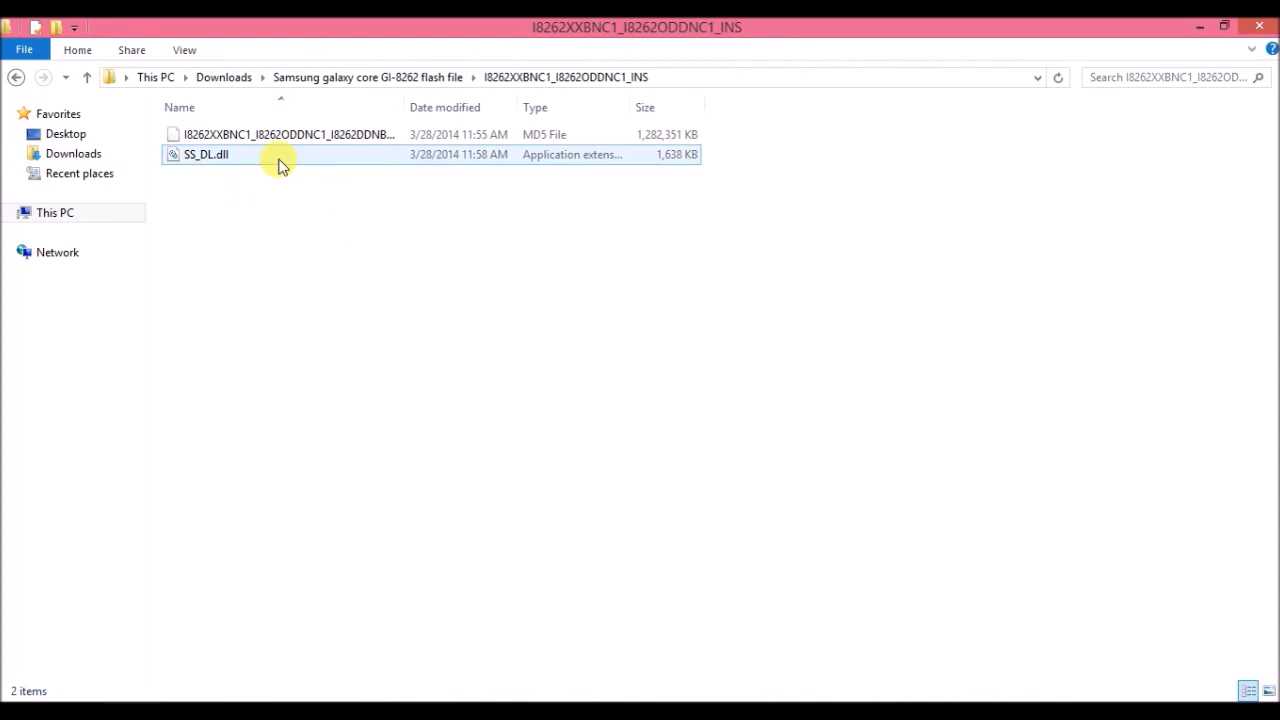 I8262XXBNC1_I8262ODDNC1_INS
File Home Share View
This PC Downloads Samsung galaxy core GI-8262 flash file I8262XXBNC1_I8262ODDNC1_INS Search I8262XXBNC1_I8262OD...
Name Date modified Type Size
Favorites
Desktop
Downloads
Recent places
This PC
Network
I8262XXBNC1_I8262ODDNC1_I8262DDNB... 3/28/2014 11:55 AM MD5 File 1,282,351 KB
SS_DL.dll 3/28/2014 11:58 AM Application extens... 1,638 KB
2 items